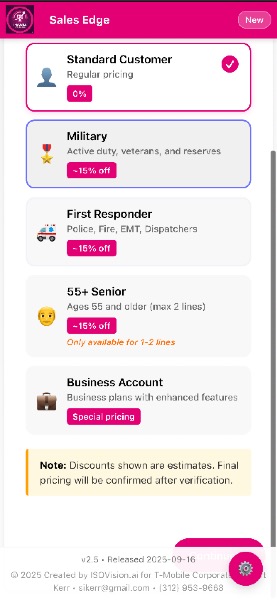 Sales Edge
New
Standard Customer
Regular pricing
0%
Military
Active duty, veterans, and reserves
~15% off
First Responder
Police, Fire, EMT, Dispatchers
~15% off
55+ Senior
Ages 55 and older (max 2 lines)
~15% off
Only available for 1-2 lines
Business Account
Business plans with enhanced features
Special pricing
Note: Discounts shown are estimates. Final
pricing will be confirmed after verification.
v2.5 • Released 2025-09-16
© 2025 Created by ISOVision.ai for T-Mobile Corporate
Kerr • sikerr@gmail.com • (312) 953-9668